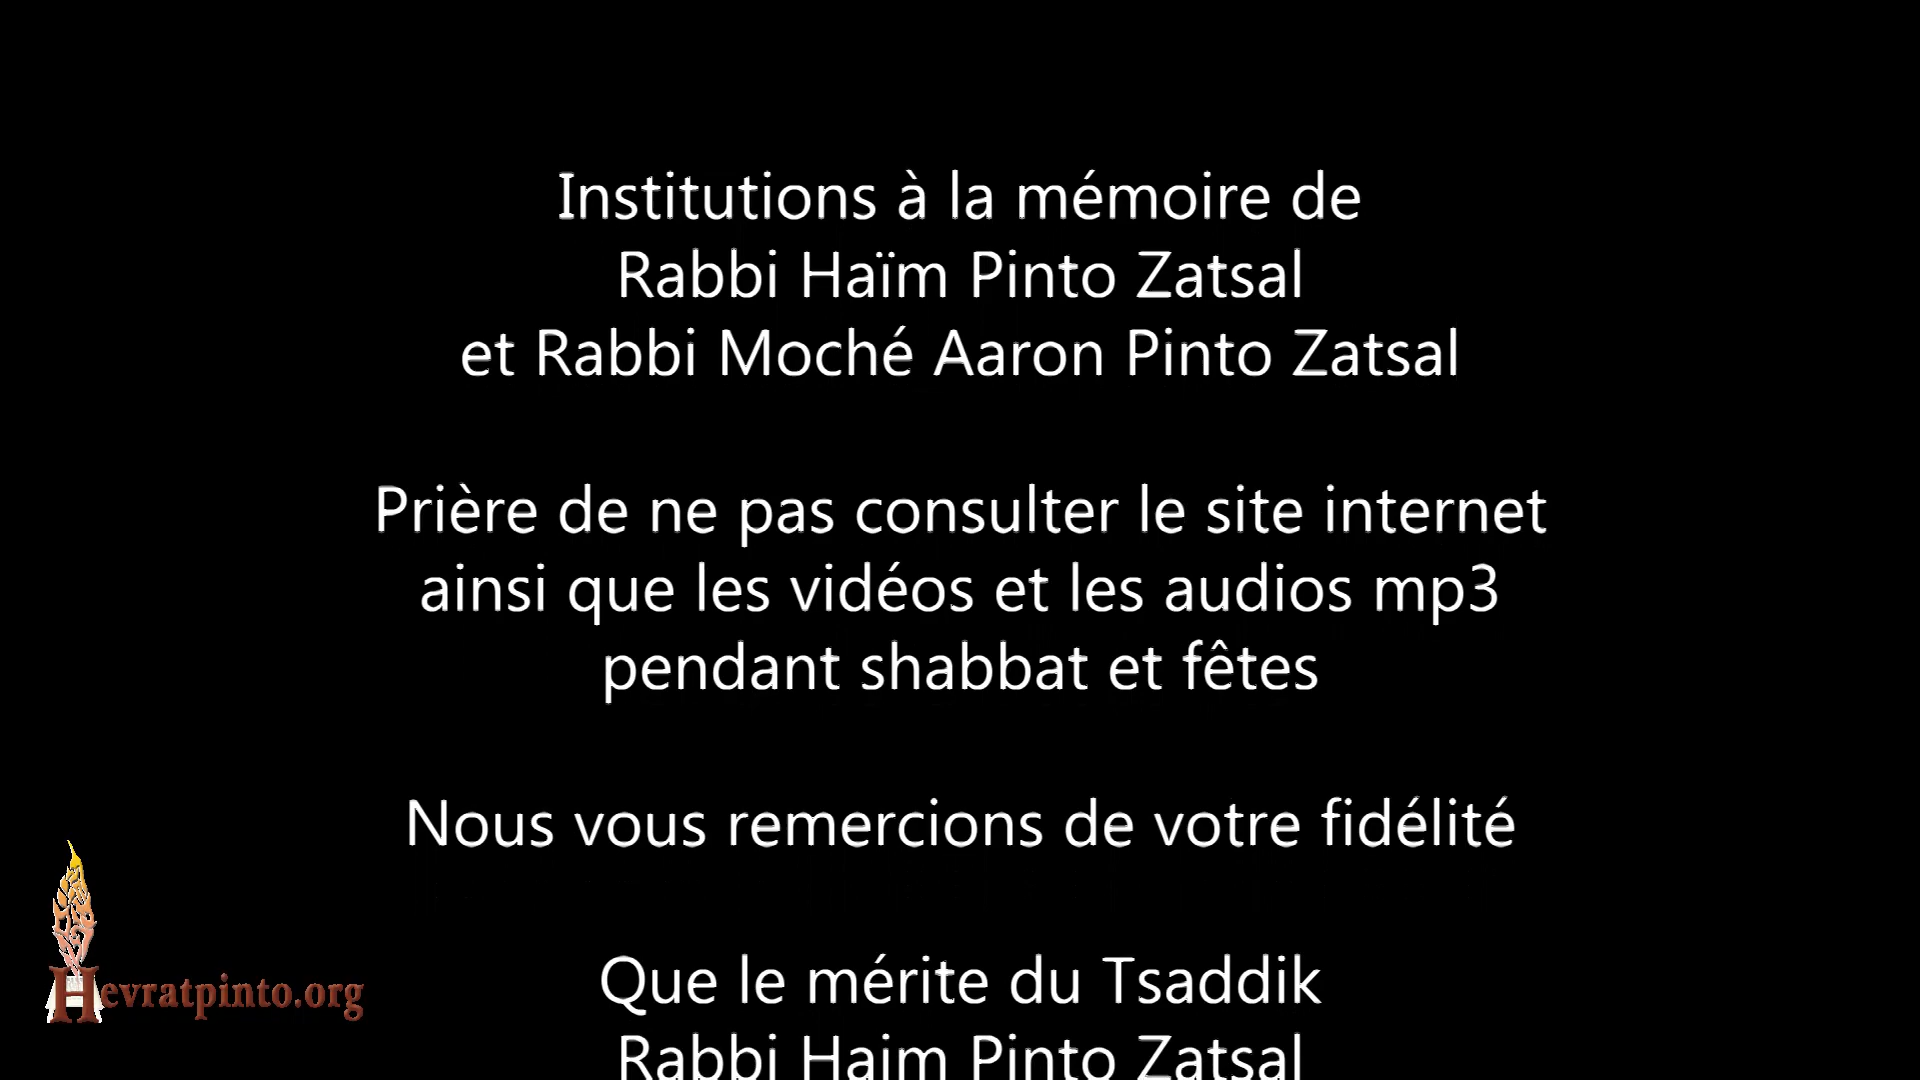 Institutions à la mémoire de
Rabbi Haïm Pinto Zatsal
et Rabbi Moché Aaron Pinto Zatsal
Prière de ne pas consulter le site internet
ainsi que les vidéos et les audios mp3
pendant shabbat et fêtes
Nous vous remercions de votre fidélité
Que le mérite du Tsaddik
Rabbi Haim Pinto Zatsal
Hevratpinto.org